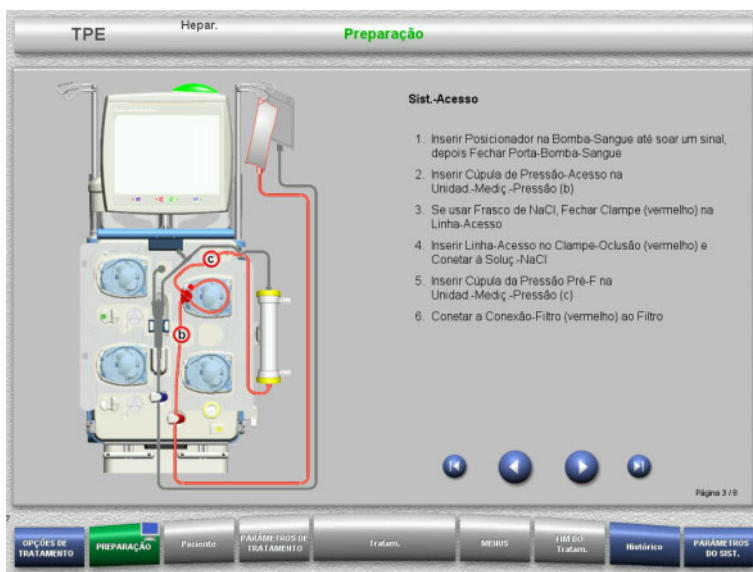 TPE
Hepar.
Preparação
Sist.-Acesso
1. Inserir Posicionador na Bomba-Sangue até soar um sinal,
depois Fechar Porta-Bomba-Sangue
2. Inserir Cúpula de Pressão-Acesso na
Unidad.-Mediç.-Pressão (b)
3. Se usar Frasco de NaCl, Fechar Clampe (vermelho) na
Linha-Acesso
4. Inserir Linha-Acesso no Clampe-Oclusão (vermelho) e
Conetar à Soluç.-NaCl
5. Inserir Cúpula da Pressão Pré-F na
Unidad.-Mediç.-Pressão (c)
6. Conetar a Conexão-Filtro (vermelho) ao Filtro
c
b
Página 3 / 8
7
OPÇÕES DE
TRATAMENTO
PREPARAÇÃO
Paciente
PARÂMETROS DE
TRATAMENTO
Tratam.
MENUS
FIM DO
Tratam.
Histórico
PARÂMETROS
DO SIST.